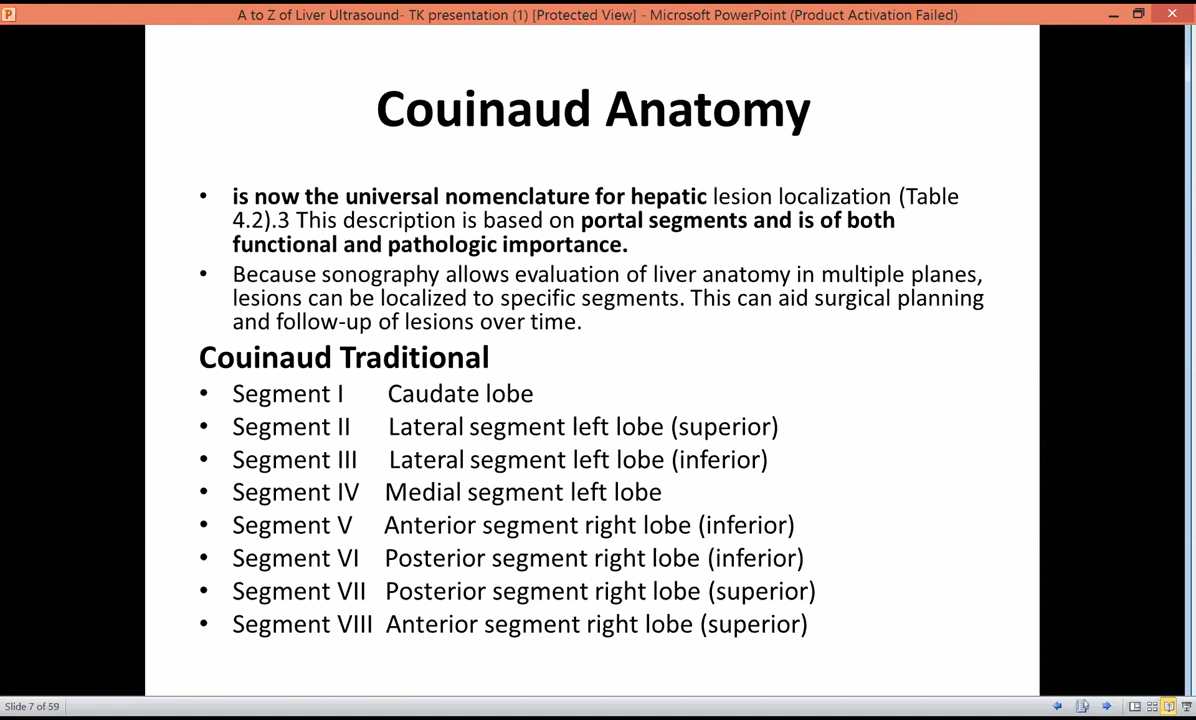 A to Z of Liver Ultrasound- TK presentation (1) [Protected View] - Microsoft PowerPoint (Product Activation Failed)
Couinaud Anatomy
• is now the universal nomenclature for hepatic lesion localization (Table
4.2).3 This description is based on portal segments and is of both
functional and pathologic importance.
• Because sonography allows evaluation of liver anatomy in multiple planes,
lesions can be localized to specific segments. This can aid surgical planning
and follow-up of lesions over time.
Couinaud Traditional
• Segment I Caudate lobe
• Segment II Lateral segment left lobe (superior)
• Segment III Lateral segment left lobe (inferior)
• Segment IV Medial segment left lobe
• Segment V Anterior segment right lobe (inferior)
• Segment VI Posterior segment right lobe (inferior)
• Segment VII Posterior segment right lobe (superior)
• Segment VIII Anterior segment right lobe (superior)
Slide 7 of 59